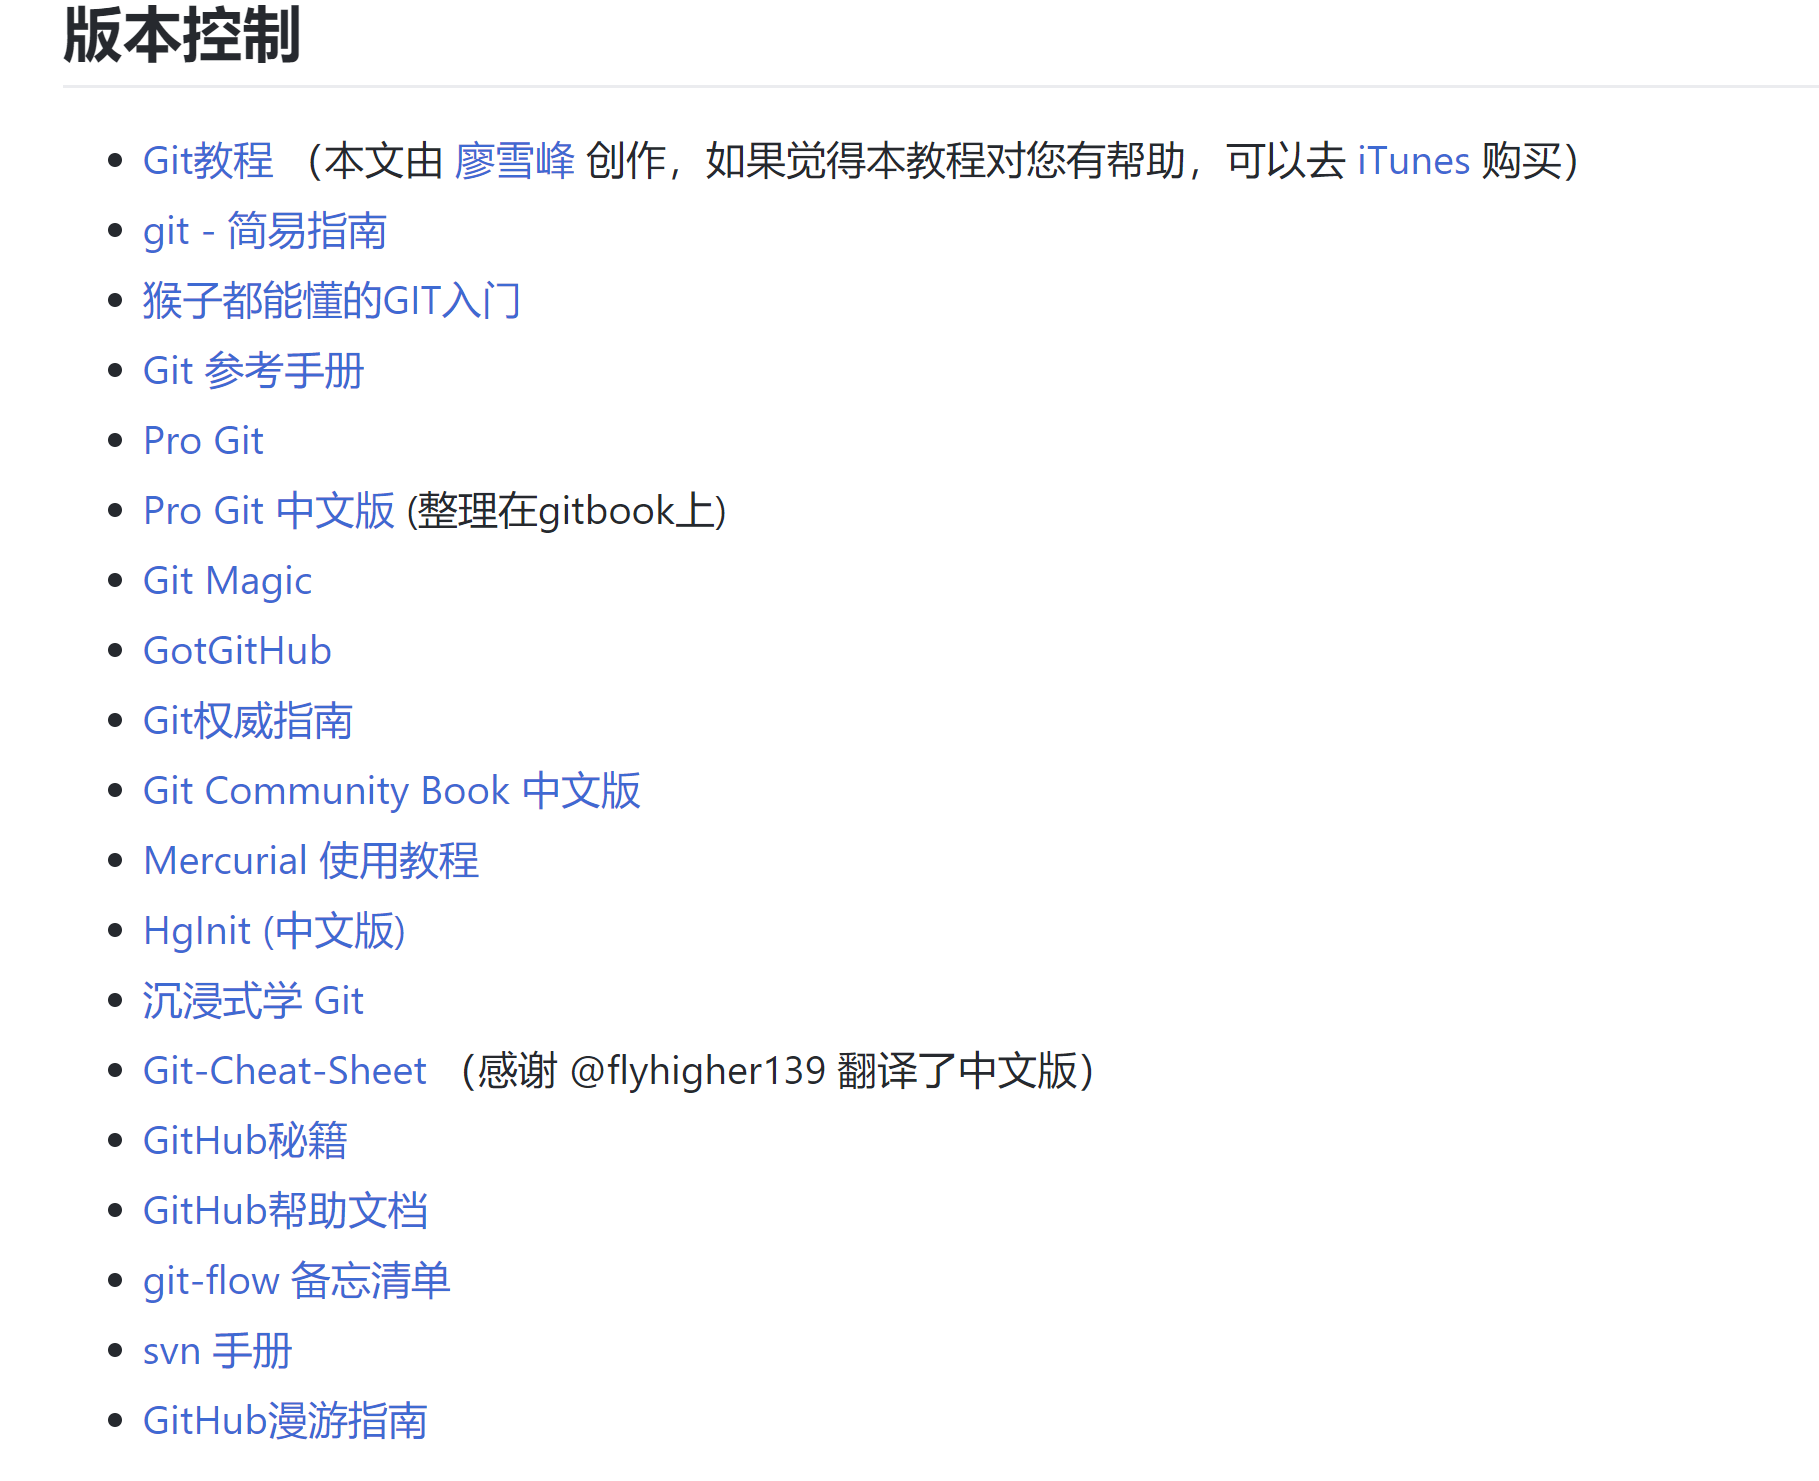 版本控制
Git教程 （本文由 廖雪峰 创作，如果觉得本教程对您有帮助，可以去 iTunes 购买）
git - 简易指南
猴子都能懂的GIT入门
Git 参考手册
Pro Git
Pro Git 中文版 (整理在gitbook上)
Git Magic
GotGitHub
Git权威指南
Git Community Book 中文版
Mercurial 使用教程
HgInit (中文版)
沉浸式学 Git
Git-Cheat-Sheet （感谢 @flyhigher139 翻译了中文版）
GitHub秘籍
GitHub帮助文档
git-flow 备忘清单
svn 手册
GitHub漫游指南